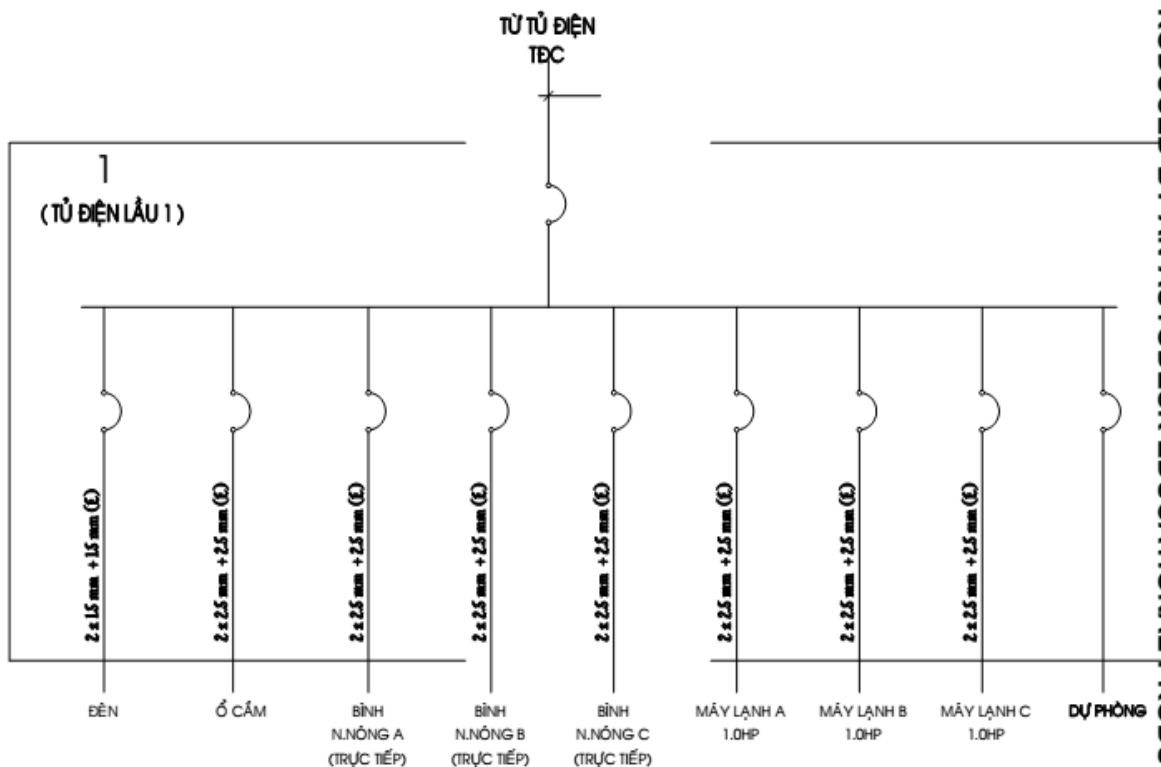 TỪ TỦ ĐIỆN
TĐC
1
(TỦ ĐIỆN LẦU 1)
2 x 1.5 mm + 1.5 mm (E)
2 x 2.5 mm + 2.5 mm (E)
2 x 2.5 mm + 2.5 mm (E)
2 x 2.5 mm + 2.5 mm (E)
2 x 2.5 mm + 2.5 mm (E)
2 x 2.5 mm + 2.5 mm (E)
2 x 2.5 mm + 2.5 mm (E)
2 x 2.5 mm + 2.5 mm (E)
ĐÈN
Ổ CẮM
BÌNH
N.NÓNG A
(TRỰC TIẾP)
BÌNH
N.NÓNG B
(TRỰC TIẾP)
BÌNH
N.NÓNG C
(TRỰC TIẾP)
MÁY LẠNH A
1.0HP
MÁY LẠNH B
1.0HP
MÁY LẠNH C
1.0HP
DỰ PHÒNG